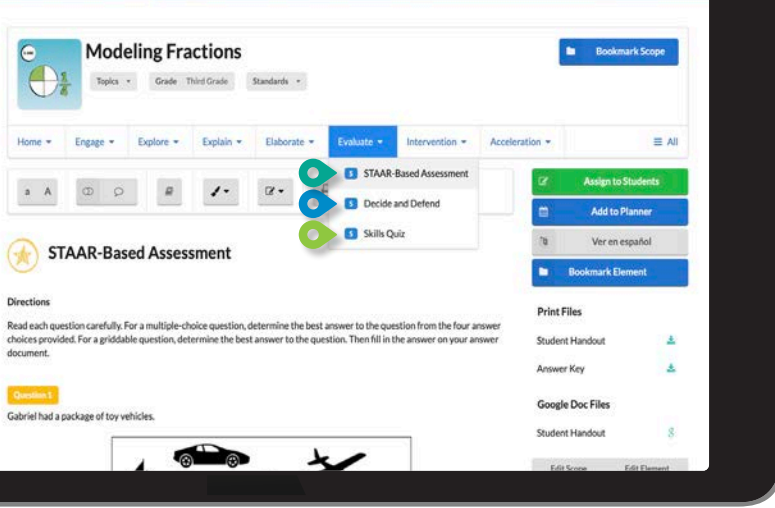 Modeling Fractions
Bookmark Scope
Topics
Grade Third Grade
Standards
1
4
Home
Engage
Explore
Explain
Elaborate
Evaluate
Intervention
Acceleration
All
STAAR-Based Assessment
Decide and Defend
Skills Quiz
a A
Assign to Students
Add to Planner
Ver en español
Bookmark Element
STAAR-Based Assessment
Directions
Read each question carefully. For a multiple-choice question, determine the best answer to the question from the four answer
choices provided. For a griddable question, determine the best answer to the question. Then fill in the answer on your answer
document.
Print Files
Student Handout
Answer Key
Question 1
Gabriel had a package of toy vehicles.
Google Doc Files
Student Handout
Edit Scope
Edit Element